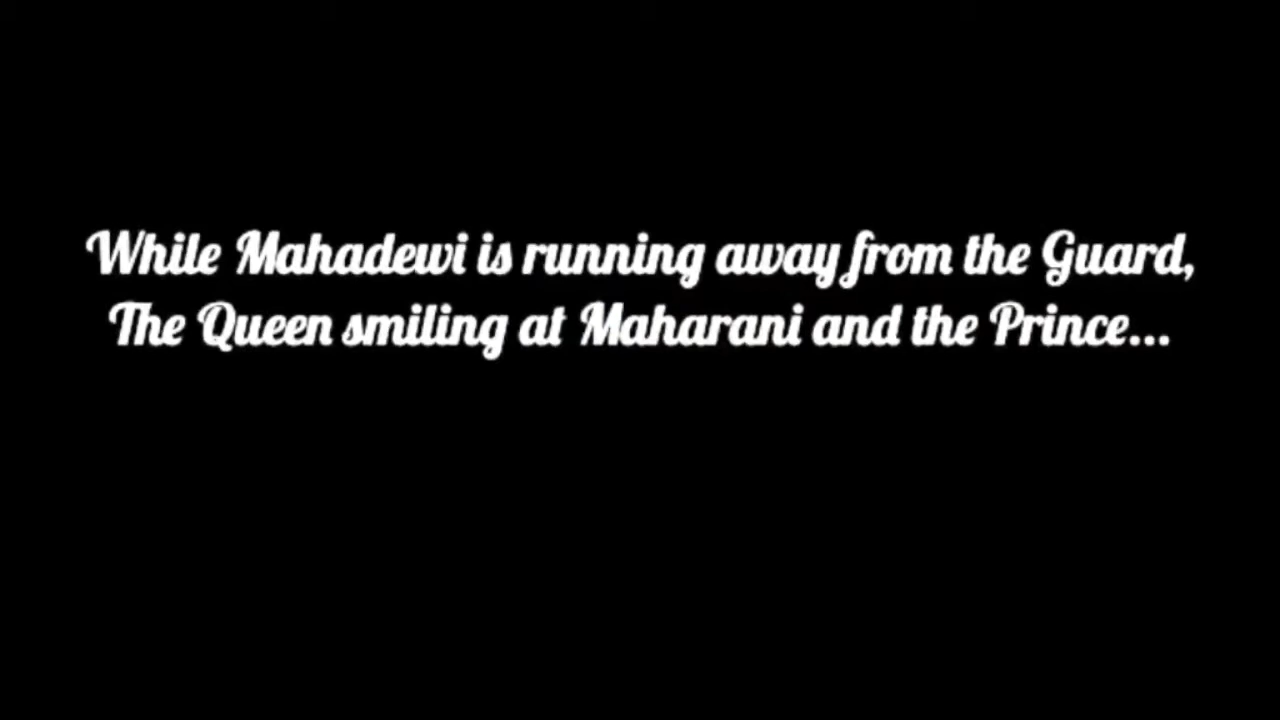 While Mahadewi is running away from the Guard,
The Queen smiling at Maharani and the Prince...